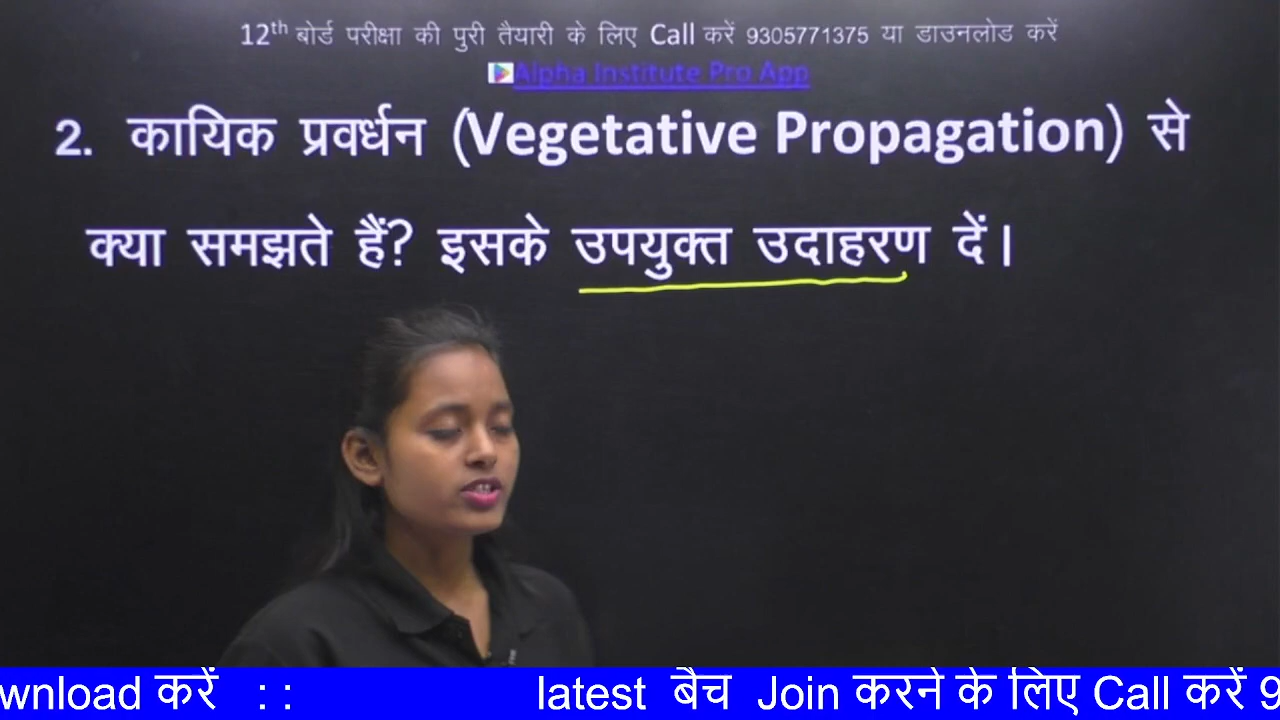 12th बोर्ड परीक्षा की पुरी तैयारी के लिए Call करें 9305771375 या डाउनलोड करें
Alpha Institute Pro App
2. कायिक प्रवर्धन (Vegetative Propagation) से
क्या समझते हैं? इसके उपयुक्त उदाहरण दें।
wnload करें : : latest बैच Join करने के लिए Call करें 9